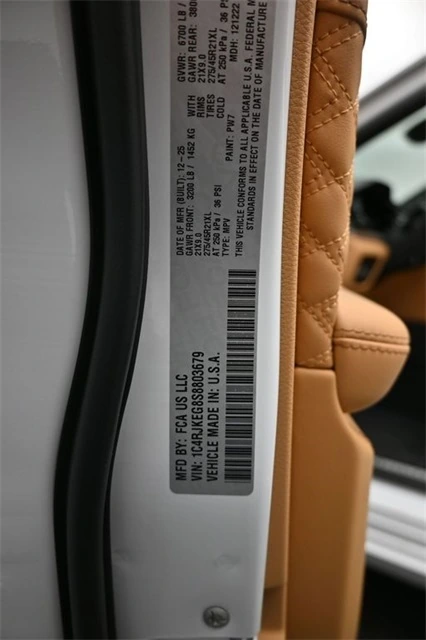 MFD BY: FCA US LLC
VIN: 1C4RJKEG8S8803679
VEHICLE MADE IN: U.S.A.
DATE OF MFR (BUILT): 12-25
GAWR FRONT: 3200 LB / 1452 KG WITH
21X9.0 RIMS
275/45R21XL TIRES
AT 250 kPa / 36 PSI COLD
TYPE: MPV PAINT: PW7
GVWR: 6700 LB /
GAWR REAR: 380
21X9.0
275/45R21XL
AT 250 kPa / 36 PSI
MDH: 121222
THIS VEHICLE CONFORMS TO ALL APPLICABLE U.S.A. FEDERAL M
STANDARDS IN EFFECT ON THE DATE OF MANUFACTURE